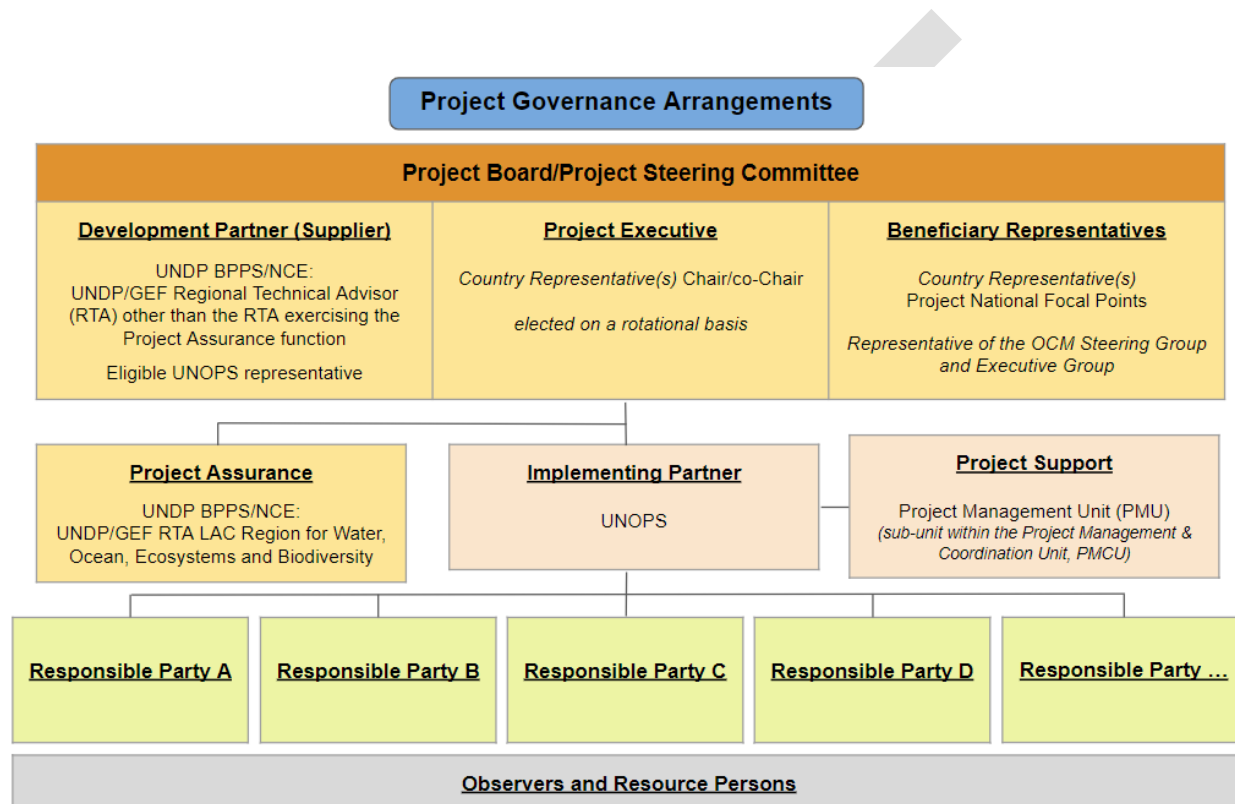 Project Governance Arrangements
Project Board/Project Steering Committee
Development Partner (Supplier)
UNDP BPPS/NCE:
UNDP/GEF Regional Technical Advisor
(RTA) other than the RTA exercising the
Project Assurance function
Eligible UNOPS representative
Project Executive
Country Representative(s) Chair/co-Chair
elected on a rotational basis
Beneficiary Representatives
Country Representative(s)
Project National Focal Points
Representative of the OCM Steering Group
and Executive Group
Project Assurance
UNDP BPPS/NCE:
UNDP/GEF RTA LAC Region for Water,
Ocean, Ecosystems and Biodiversity
Implementing Partner
UNOPS
Project Support
Project Management Unit (PMU)
(sub-unit within the Project Management &
Coordination Unit, PMCU)
Responsible Party A
Responsible Party B
Responsible Party C
Responsible Party D
Responsible Party ...
Observers and Resource Persons